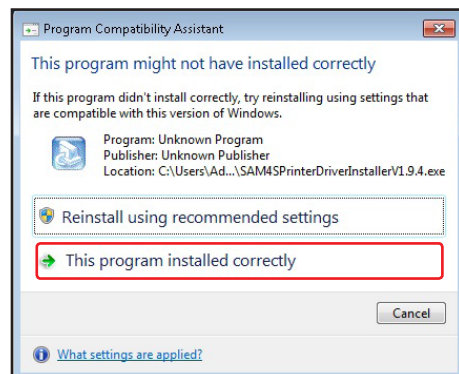 Program Compatibility Assistant
This program might not have installed correctly
If this program didn't install correctly, try reinstalling using settings that
are compatible with this version of Windows.
Program: Unknown Program
Publisher: Unknown Publisher
Location: C:\Users\Ad...\SAM4SPrinterDriverInstallerV1.9.4.exe
Reinstall using recommended settings
This program installed correctly
Cancel
What settings are applied?